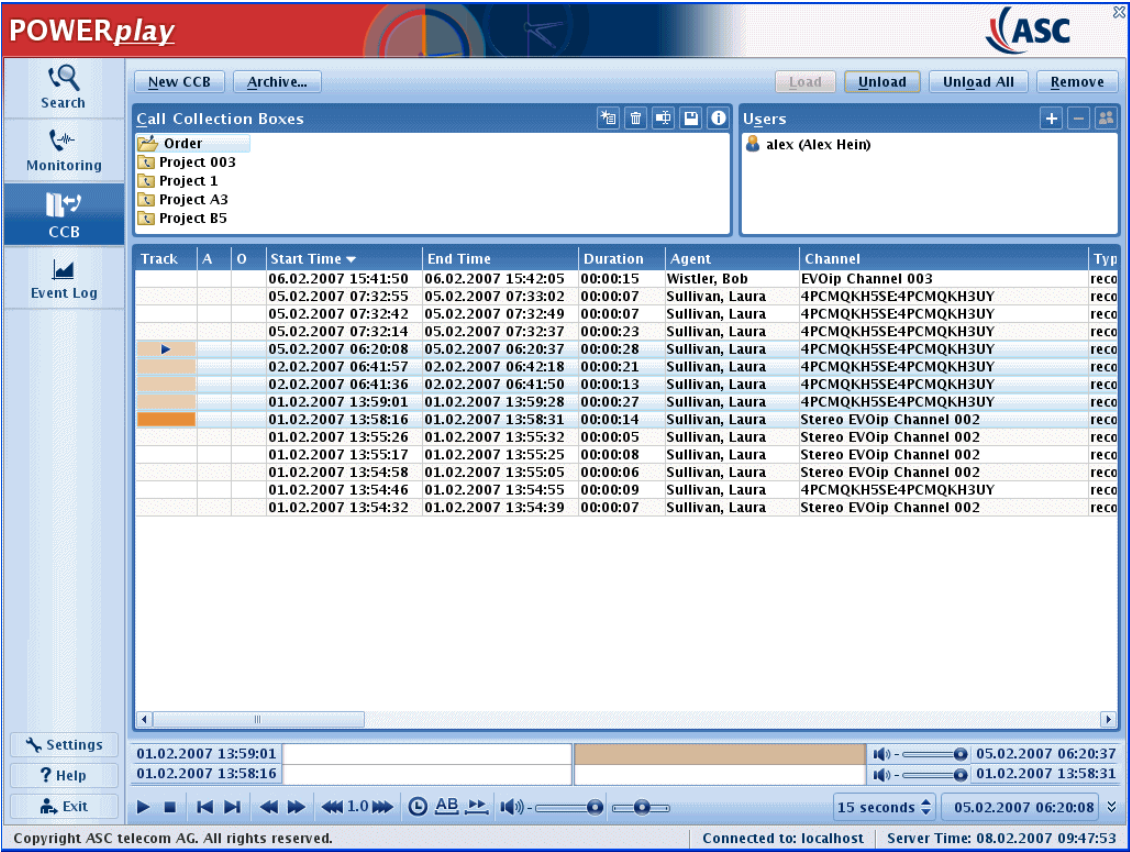 POWERplay
ASC
Search
Monitoring
CCB
Event Log
New CCB Archive... Load Unload Unload All Remove
Call Collection Boxes
Order
Project 003
Project 1
Project A3
Project B5
Users
alex (Alex Hein)
Track A O Start Time End Time Duration Agent Channel Typ
06.02.2007 15:41:50 06.02.2007 15:42:05 00:00:15 Wistler, Bob EVOip Channel 003 reco
05.02.2007 07:32:55 05.02.2007 07:33:02 00:00:07 Sullivan, Laura 4PCMQKH5SE:4PCMQKH3UY reco
05.02.2007 07:32:42 05.02.2007 07:32:49 00:00:07 Sullivan, Laura 4PCMQKH5SE:4PCMQKH3UY reco
05.02.2007 07:32:14 05.02.2007 07:32:37 00:00:23 Sullivan, Laura 4PCMQKH5SE:4PCMQKH3UY reco
05.02.2007 06:20:08 05.02.2007 06:20:37 00:00:28 Sullivan, Laura 4PCMQKH5SE:4PCMQKH3UY reco
02.02.2007 06:41:57 02.02.2007 06:42:18 00:00:21 Sullivan, Laura 4PCMQKH5SE:4PCMQKH3UY reco
02.02.2007 06:41:36 02.02.2007 06:41:50 00:00:13 Sullivan, Laura 4PCMQKH5SE:4PCMQKH3UY reco
01.02.2007 13:59:01 01.02.2007 13:59:28 00:00:27 Sullivan, Laura 4PCMQKH5SE:4PCMQKH3UY reco
01.02.2007 13:58:16 01.02.2007 13:58:31 00:00:14 Sullivan, Laura Stereo EVOip Channel 002 reco
01.02.2007 13:55:26 01.02.2007 13:55:32 00:00:05 Sullivan, Laura Stereo EVOip Channel 002 reco
01.02.2007 13:55:17 01.02.2007 13:55:25 00:00:08 Sullivan, Laura Stereo EVOip Channel 002 reco
01.02.2007 13:54:58 01.02.2007 13:55:05 00:00:06 Sullivan, Laura Stereo EVOip Channel 002 reco
01.02.2007 13:54:46 01.02.2007 13:54:55 00:00:09 Sullivan, Laura 4PCMQKH5SE:4PCMQKH3UY reco
01.02.2007 13:54:32 01.02.2007 13:54:39 00:00:07 Sullivan, Laura Stereo EVOip Channel 002 reco
Settings
Help
Exit
01.02.2007 13:59:01 05.02.2007 06:20:37
01.02.2007 13:58:16 01.02.2007 13:58:31
1.0 AB 15 seconds 05.02.2007 06:20:08
Copyright ASC telecom AG. All rights reserved. Connected to: localhost Server Time: 08.02.2007 09:47:53